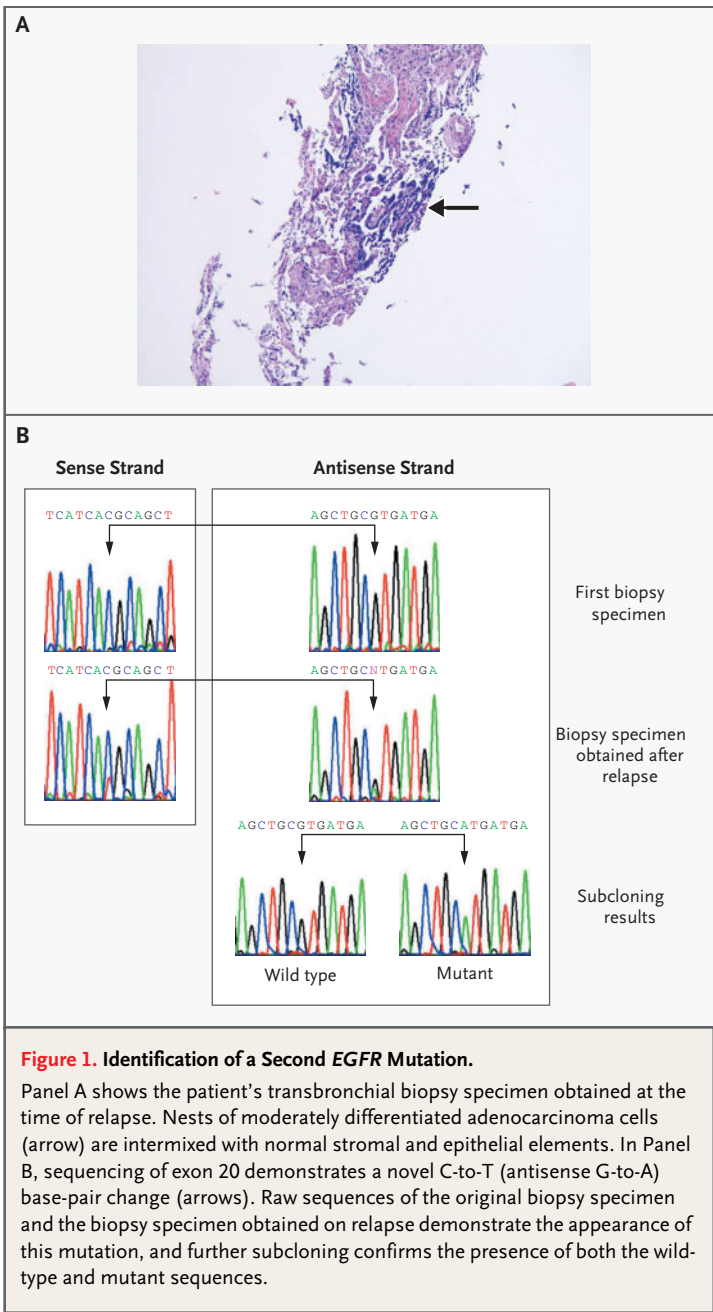 A
B
Sense Strand
Antisense Strand
TCATCACGCAGCT
AGCTGCGTGATGA
First biopsy
specimen
TCATCACGCAGCT
AGCTGCNTGATGA
Biopsy specimen
obtained after
relapse
AGCTGCGTGATGA
AGCTGCATGATGA
Subcloning
results
Wild type
Mutant
Figure 1. Identification of a Second EGFR Mutation.
Panel A shows the patient's transbronchial biopsy specimen obtained at the
time of relapse. Nests of moderately differentiated adenocarcinoma cells
(arrow) are intermixed with normal stromal and epithelial elements. In Panel
B, sequencing of exon 20 demonstrates a novel C-to-T (antisense G-to-A)
base-pair change (arrows). Raw sequences of the original biopsy specimen
and the biopsy specimen obtained on relapse demonstrate the appearance of
this mutation, and further subcloning confirms the presence of both the wild-
type and mutant sequences.